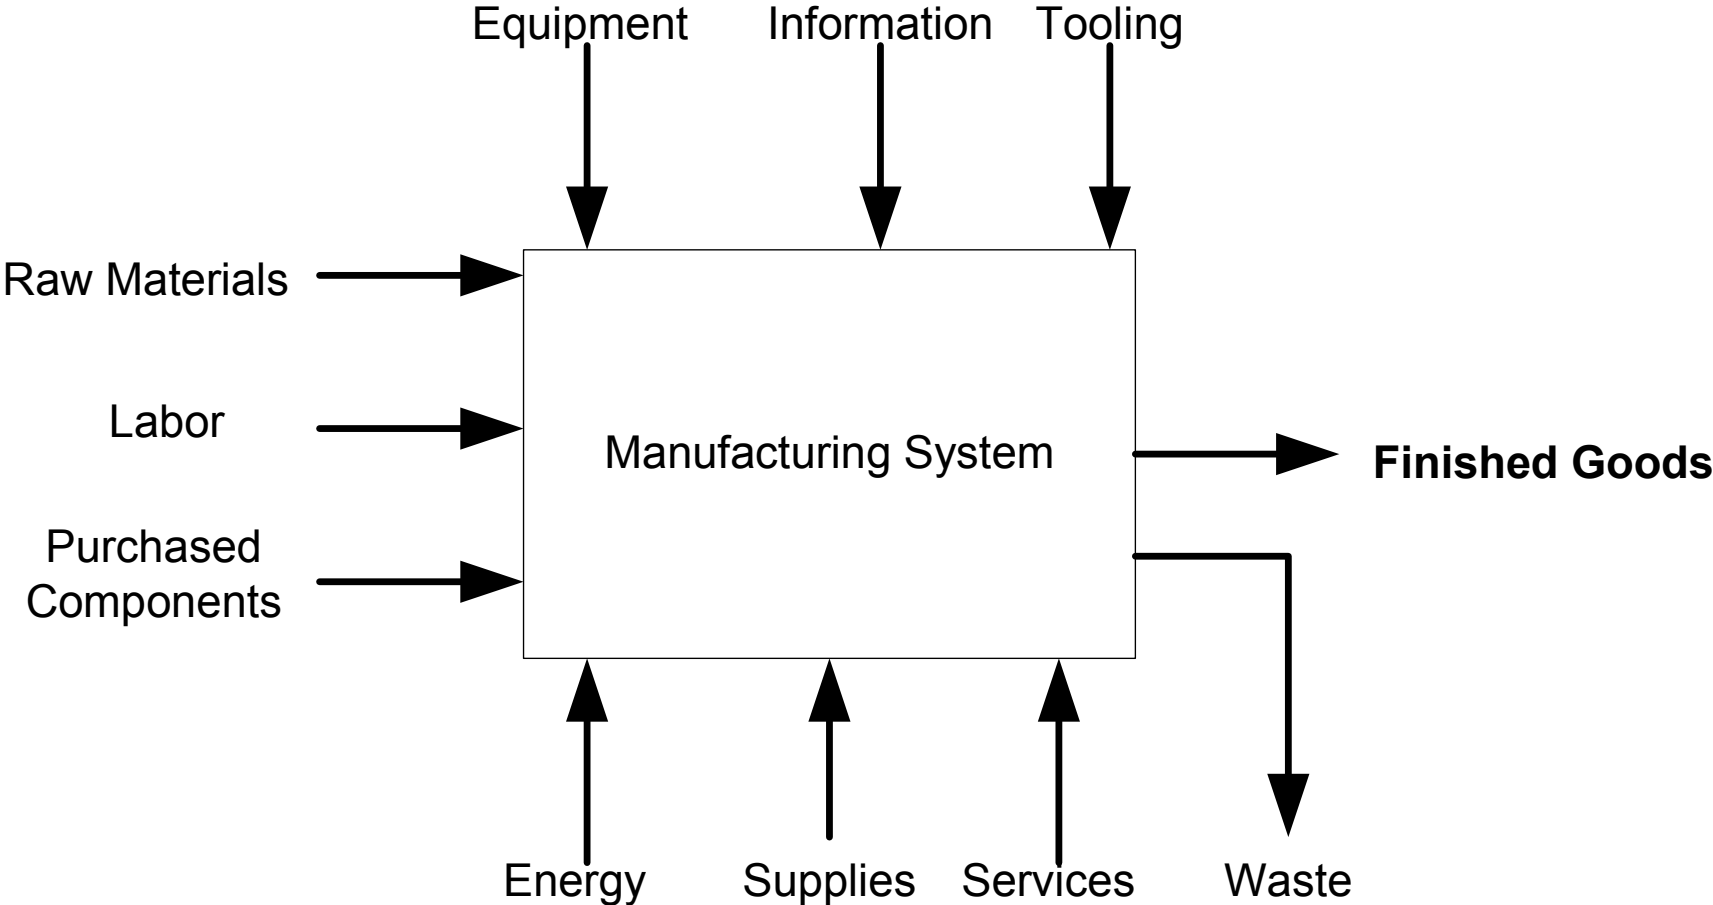 Equipment
Information
Tooling
Raw Materials
Labor
Manufacturing System
Finished Goods
Purchased
Components
Energy
Supplies
Services
Waste